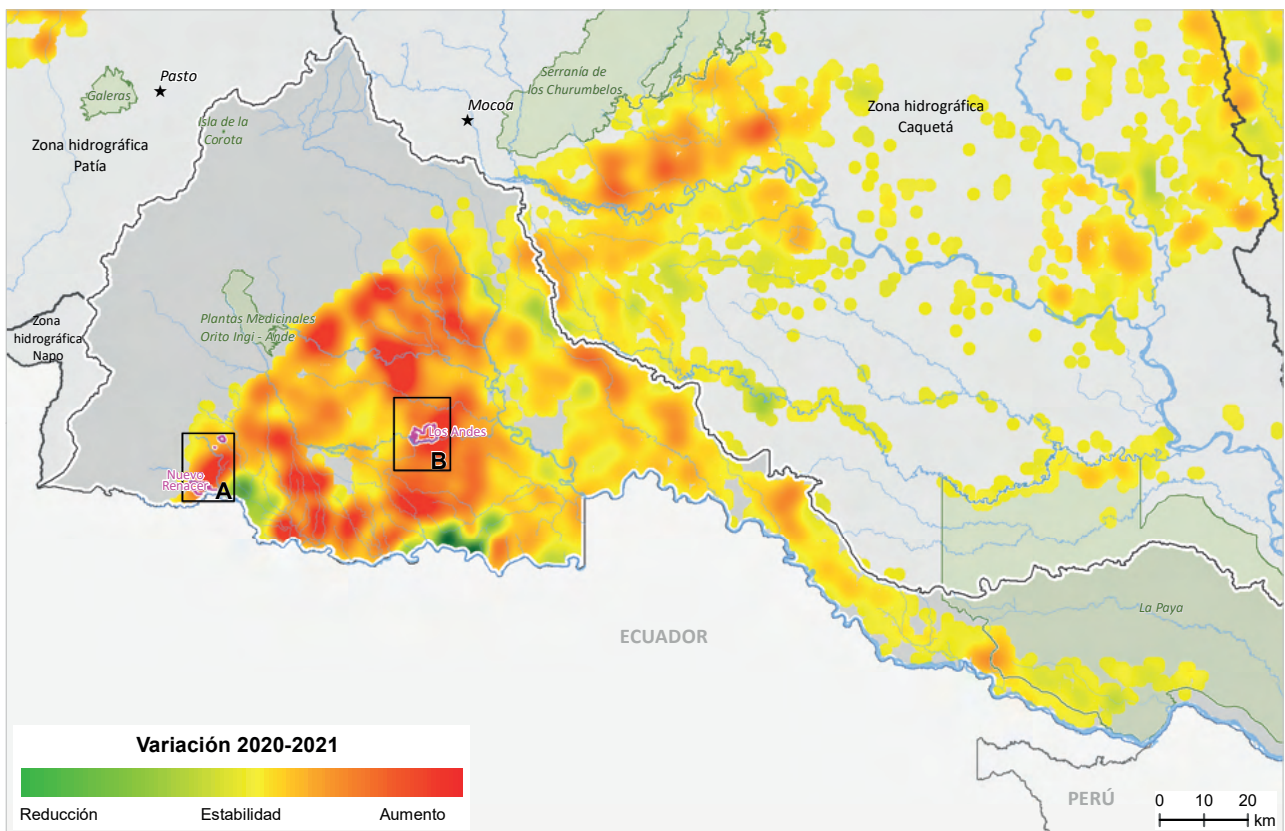 Pasto
Galeras
Isla de la
Corota
Zona hidrográfica
Patía
Mocoa
Serranía de
los Churumbelos
Zona hidrográfica
Caquetá
Zona
hidrográfica
Napo
Plantas Medicinales
Orito Ingi - Ande
Los Andes
B
Nuevo
Renacer
A
ECUADOR
La Paya
PERÚ
Variación 2020-2021
Reducción
Estabilidad
Aumento
0 10 20
km